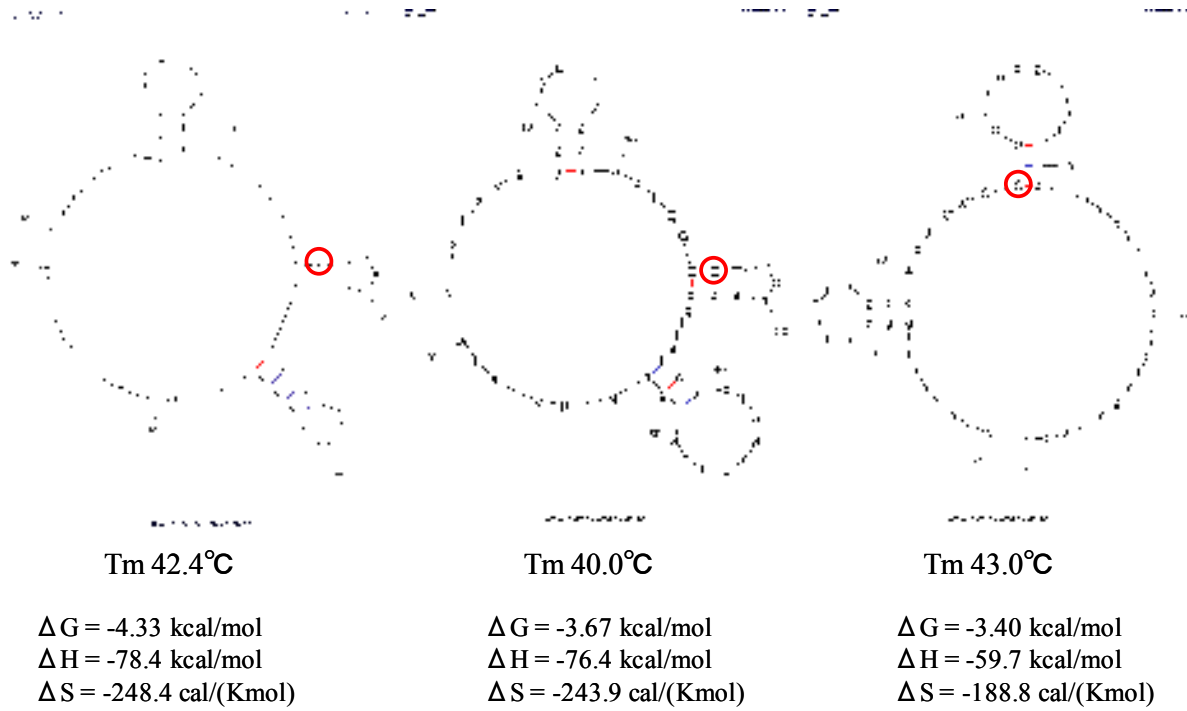 Tm 42.4℃ Tm 40.0℃ Tm 43.0℃
ΔG = -4.33 kcal/mol ΔG = -3.67 kcal/mol ΔG = -3.40 kcal/mol
ΔH = -78.4 kcal/mol ΔH = -76.4 kcal/mol ΔH = -59.7 kcal/mol
ΔS = -248.4 cal/(Kmol) ΔS = -243.9 cal/(Kmol) ΔS = -188.8 cal/(Kmol)